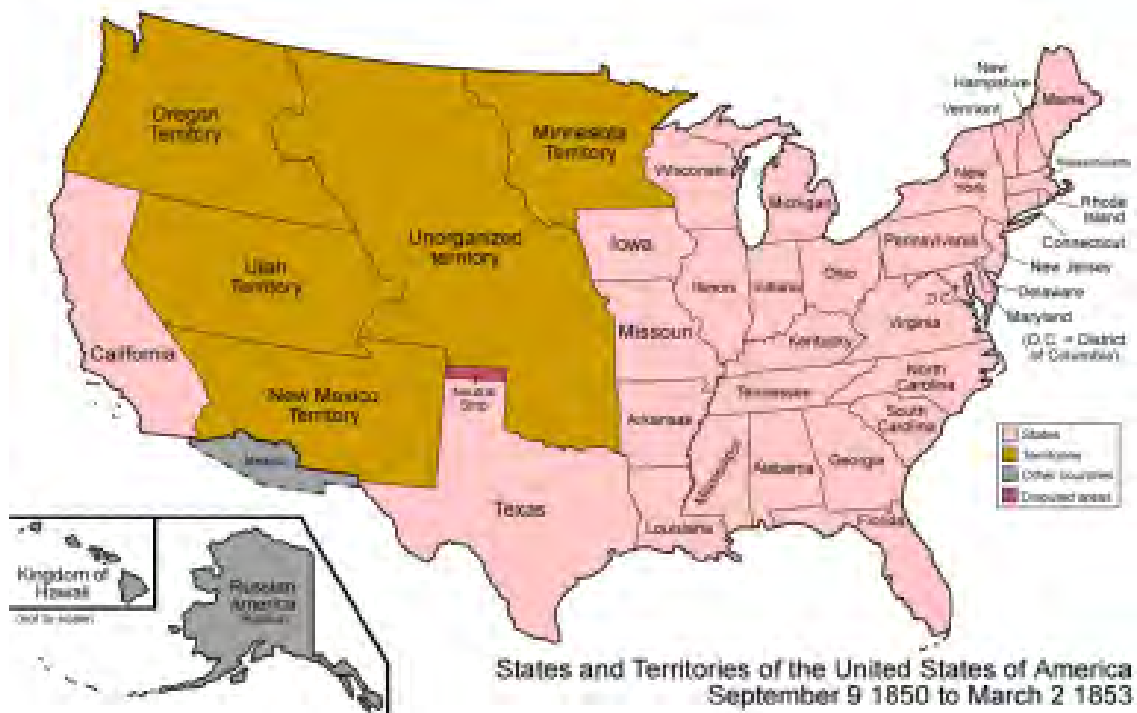 Oregon
Territory
Minnesota
Territory
Unorganized
territory
Utah
Territory
New Mexico
Territory
California
Neutral
Strip
Texas
Mexico
Iowa
Missouri
Arkansas
Louisiana
Wisconsin
Illinois
Michigan
Indiana
Ohio
Kentucky
Tennessee
Mississippi
Alabama
Georgia
Florida
South
Carolina
North
Carolina
Virginia
Pennsylvania
New
York
Vermont
New
Hampshire
Maine
Massachusetts
Rhode
Island
Connecticut
New Jersey
Delaware
Maryland
D.C.
(D.C. = District
of Columbia)
States
Territories
Other countries
Disputed areas
Kingdom of
Hawaii
(not to scale)
Russian
America
States and Territories of the United States of America
September 9 1850 to March 2 1853